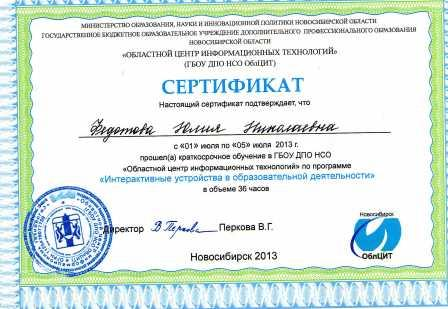 МИНИСТЕРСТВО ОБРАЗОВАНИЯ, НАУКИ И ИННОВАЦИОННОЙ ПОЛИТИКИ НОВОСИБИРСКОЙ ОБЛАСТИ
ГОСУДАРСТВЕННОЕ БЮДЖЕТНОЕ ОБРАЗОВАТЕЛЬНОЕ УЧРЕЖДЕНИЕ ДОПОЛНИТЕЛЬНОГО ПРОФЕССИОНАЛЬНОГО ОБРАЗОВАНИЯ
НОВОСИБИРСКОЙ ОБЛАСТИ
«ОБЛАСТНОЙ ЦЕНТР ИНФОРМАЦИОННЫХ ТЕХНОЛОГИЙ»
(ГБОУ ДПО НСО ОблЦИТ)
СЕРТИФИКАТ
Настоящий сертификат подтверждает, что
Федотова Юлия Николаевна
с «01» июля по «05» июля 2013 г.
прошел(а) краткосрочное обучение в ГБОУ ДПО НСО
«Областной центр информационных технологий» по программе
«Интерактивные устройства в образовательной деятельности»
в объеме 36 часов
Директор В Перкова Перкова В.Г.
Новосибирск
ОблЦИТ
Новосибирск 2013